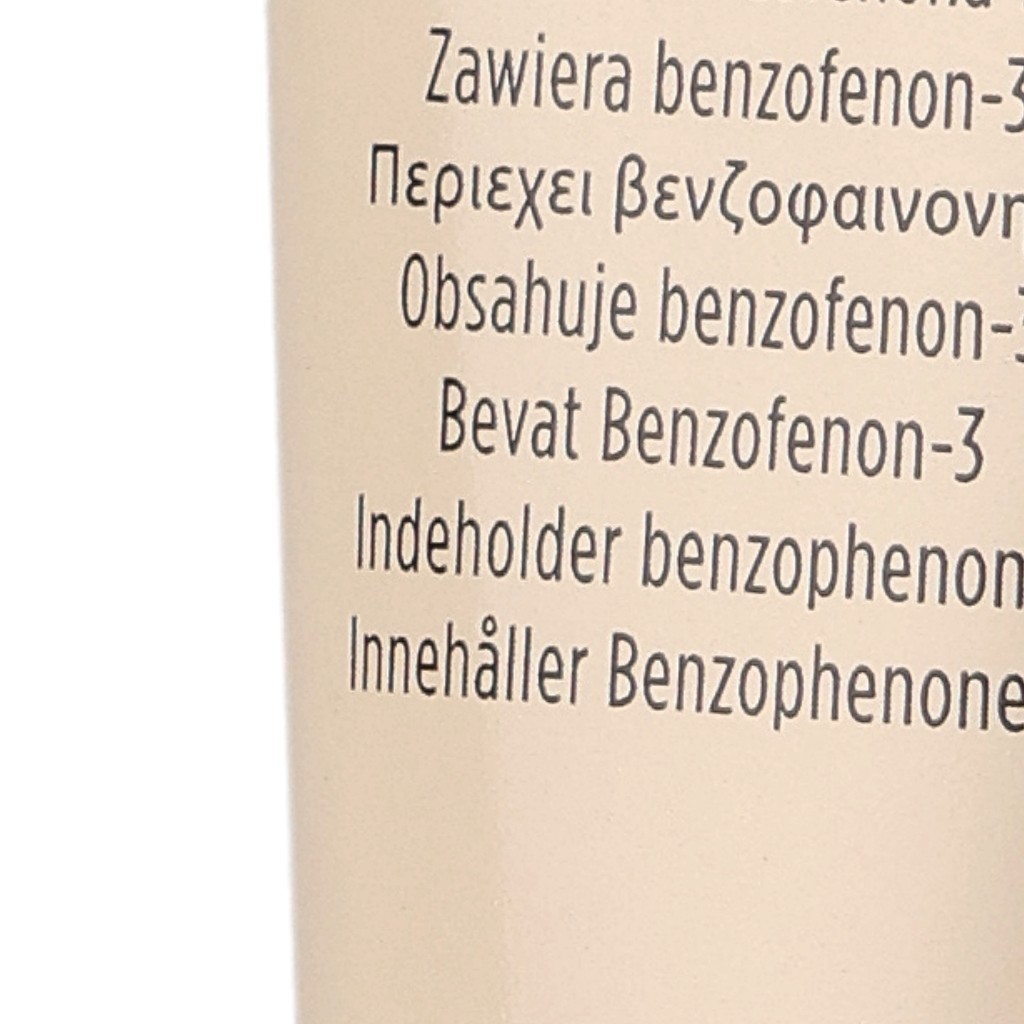 Zawiera benzofenon-3
Περιεχει βενζοφαινον
Obsahuje benzofenon-3
Bevat Benzofenon-3
Indeholder benzophenon
Innehåller Benzophenone